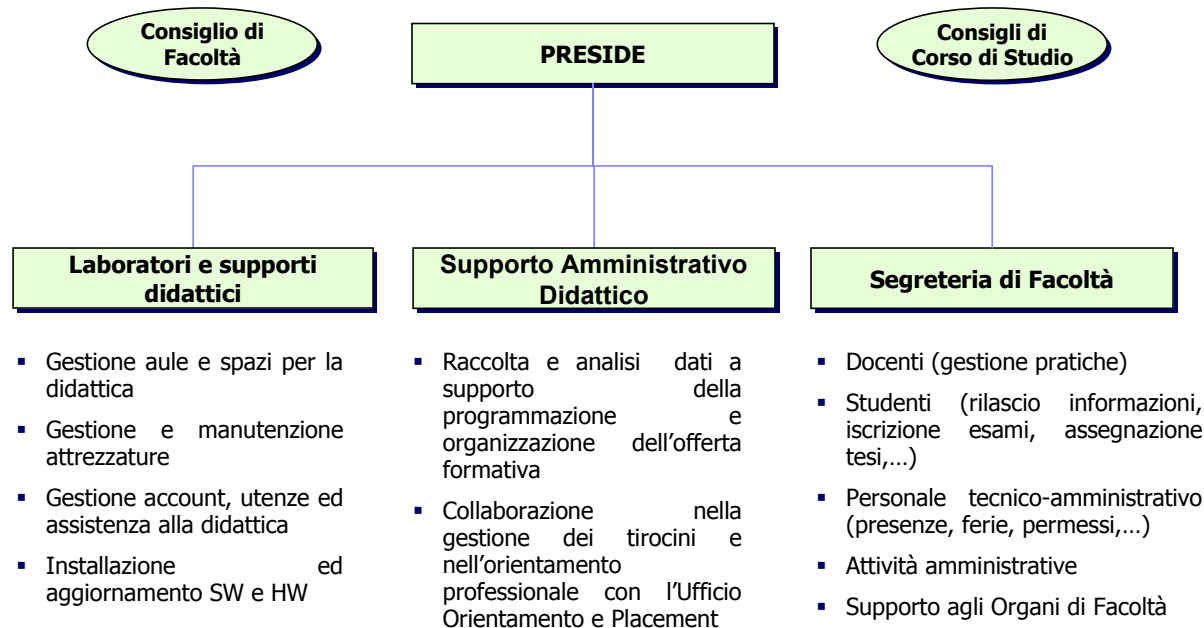 Consiglio di
Facoltà
PRESIDE
Consigli di
Corso di Studio
Laboratori e supporti
didattici
Supporto Amministrativo
Didattico
Segreteria di Facoltà
▪ Gestione aule e spazi per la
didattica
▪ Gestione e manutenzione
attrezzature
▪ Gestione account, utenze ed
assistenza alla didattica
▪ Installazione ed
aggiornamento SW e HW
▪ Raccolta e analisi dati a
supporto della
programmazione e
organizzazione dell’offerta
formativa
▪ Collaborazione nella
gestione dei tirocini e
nell’orientamento
professionale con l’Ufficio
Orientamento e Placement
▪ Docenti (gestione pratiche)
▪ Studenti (rilascio informazioni,
iscrizione esami, assegnazione
tesi,…)
▪ Personale tecnico-amministrativo
(presenze, ferie, permessi,…)
▪ Attività amministrative
▪ Supporto agli Organi di Facoltà